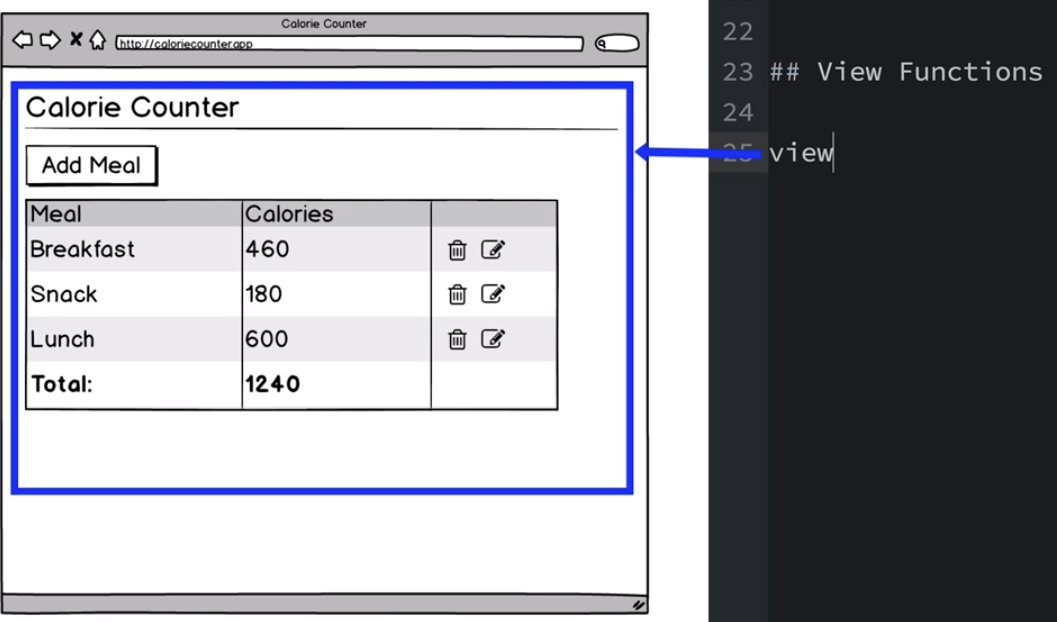 Calorie Counter
http://caloriecounter.app
Calorie Counter
Add Meal
Meal Calories
Breakfast 460
Snack 180
Lunch 600
Total: 1240
22
23 ## View Functions
24
25 view